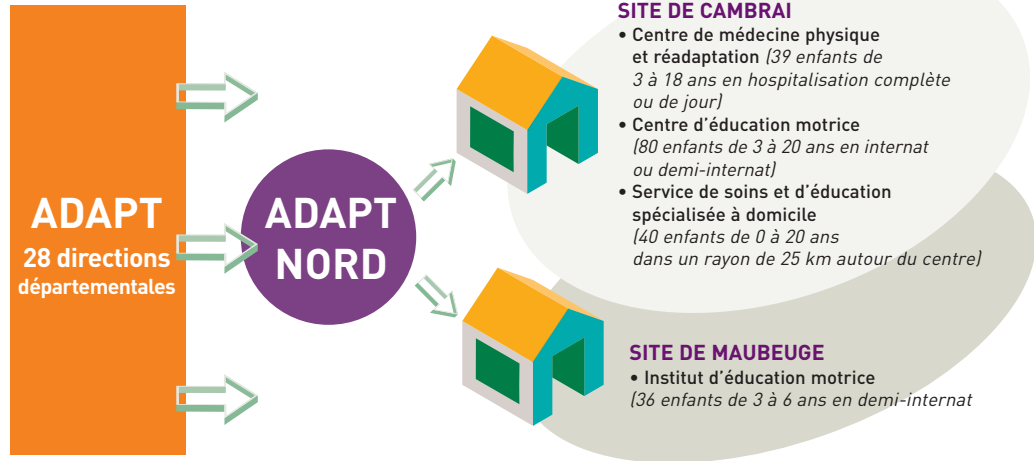 ADAPT
28 directions
départementales
ADAPT
NORD
SITE DE CAMBRAI
• Centre de médecine physique
et réadaptation (39 enfants de
3 à 18 ans en hospitalisation complète
ou de jour)
• Centre d'éducation motrice
(80 enfants de 3 à 20 ans en internat
ou demi-internat)
• Service de soins et d'éducation
spécialisée à domicile
(40 enfants de 0 à 20 ans
dans un rayon de 25 km autour du centre)
SITE DE MAUBEUGE
• Institut d'éducation motrice
(36 enfants de 3 à 6 ans en demi-internat